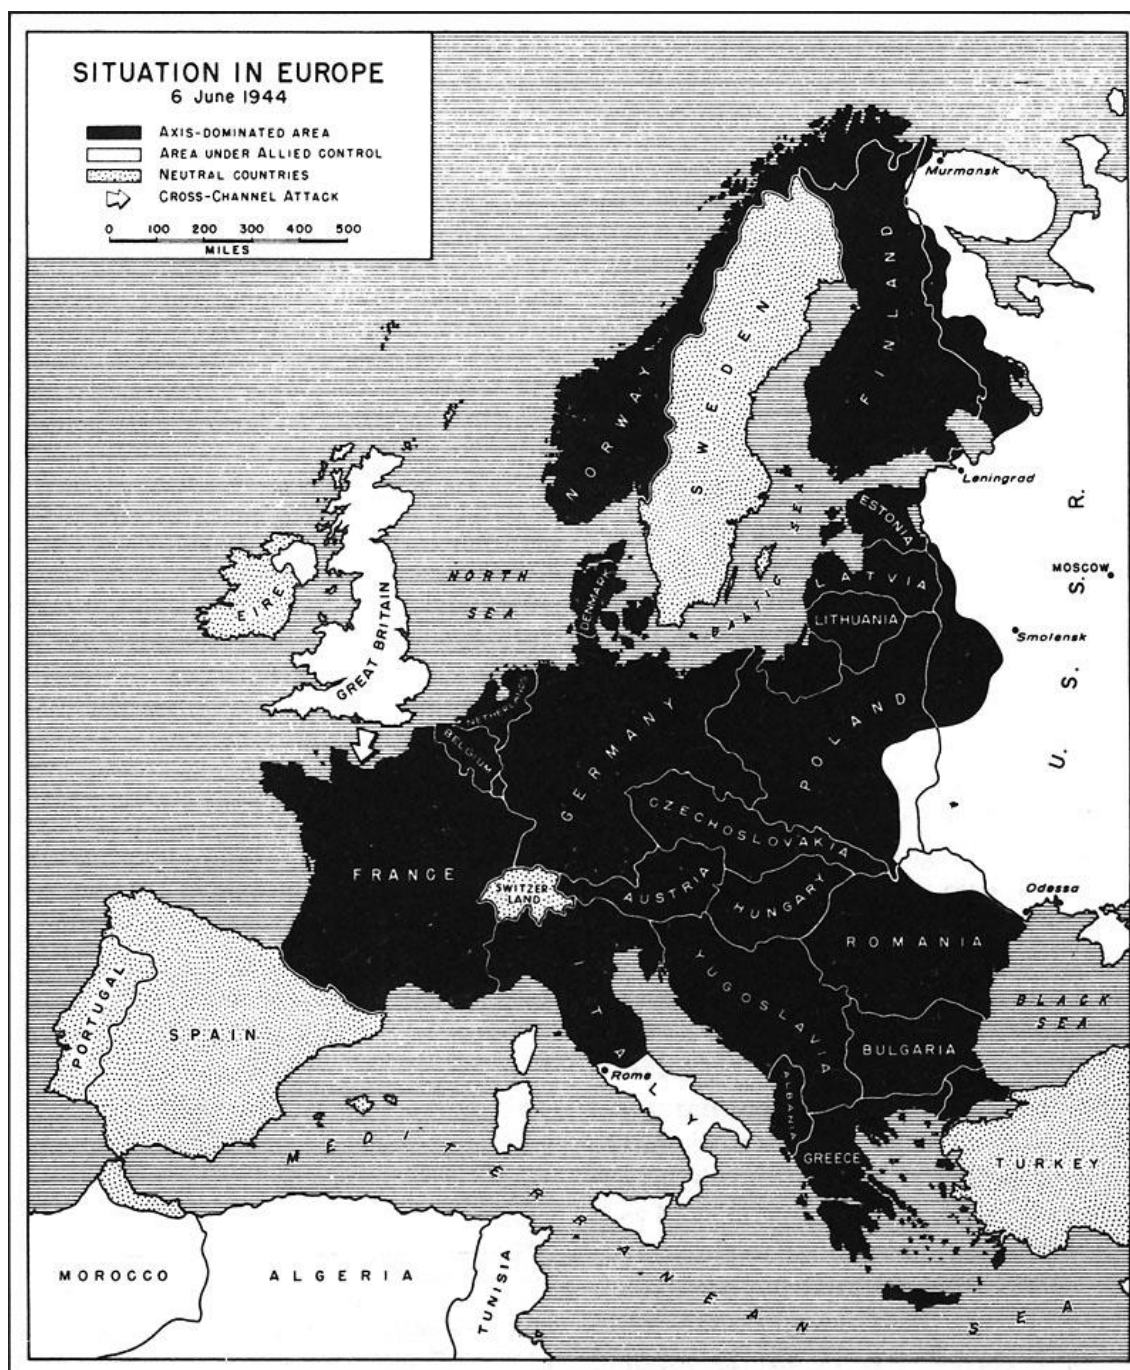 SITUATION IN EUROPE
6 June 1944
AXIS-DOMINATED AREA
AREA UNDER ALLIED CONTROL
NEUTRAL COUNTRIES
CROSS-CHANNEL ATTACK
0 100 200 300 400 500
MILES
Murmansk
FINLAND
SWEDEN
NORWAY
Leningrad
ESTONIA
BALTIC SEA
LATVIA
LITHUANIA
MOSCOW
Smolensk
U. S. S. R.
NORTH
SEA
DENMARK
EIRE
GREAT BRITAIN
NETHERLANDS
BELGIUM
GERMANY
POLAND
CZECHOSLOVAKIA
FRANCE
SWITZER-
LAND
AUSTRIA
HUNGARY
Odessa
ROMANIA
ITALY
YUGOSLAVIA
BLACK
SEA
PORTUGAL
SPAIN
BULGARIA
Rome
ALBANIA
GREECE
TURKEY
MEDITERRANEAN SEA
MOROCCO
ALGERIA
TUNISIA